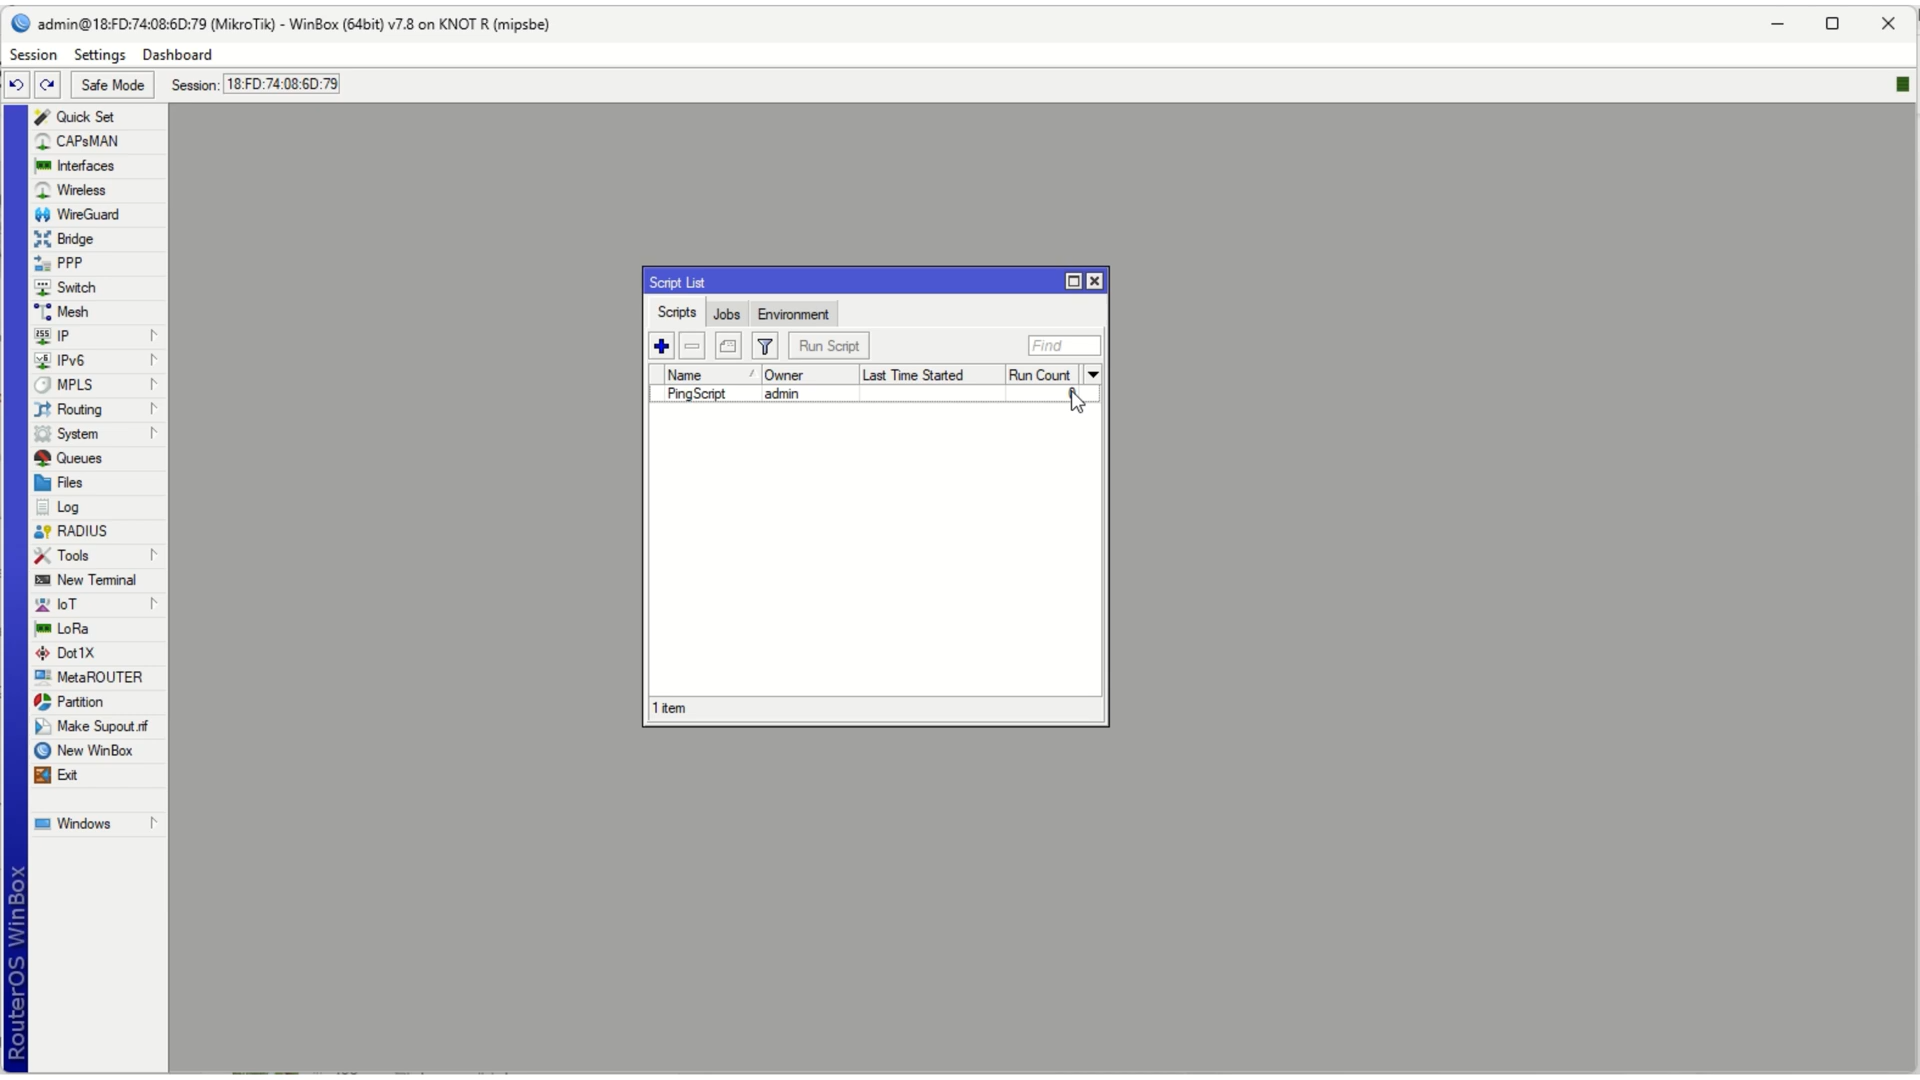 admin@18:FD:74:08:6D:79 (MikroTik) - WinBox (64bit) v7.8 on KNOT R (mipsbe)
Session Settings Dashboard
Safe Mode Session: 18:FD:74:08:6D:79
Quick Set
CAPsMAN
Interfaces
Wireless
WireGuard
Bridge
PPP
Switch
Mesh
IP
IPv6
MPLS
Routing
System
Queues
Files
Log
RADIUS
Tools
New Terminal
IoT
LoRa
Dot1X
MetaROUTER
Partition
Make Supout.rif
New WinBox
Exit
Windows
RouterOS WinBox
Script List
Scripts Jobs Environment
Run Script Find
Name Owner Last Time Started Run Count
PingScript admin
1 item